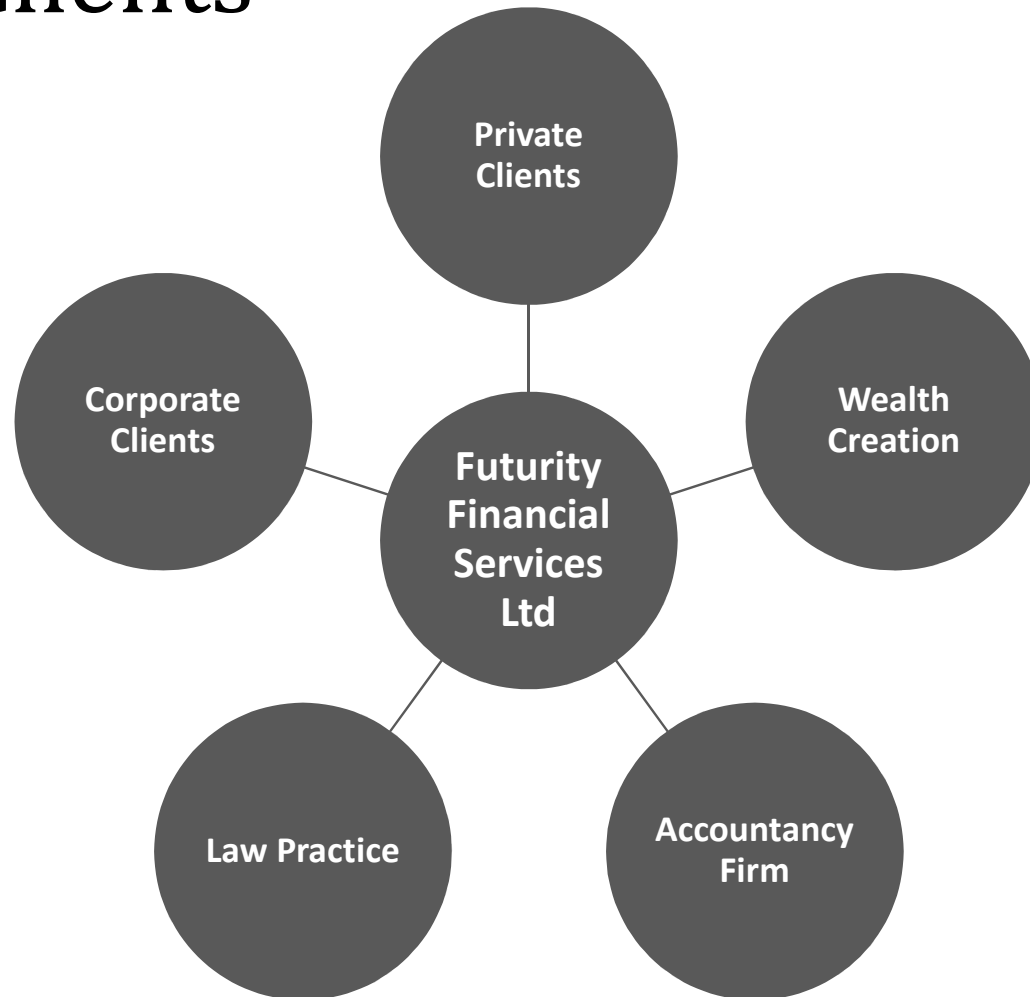 Private
Clients
Corporate
Clients
Wealth
Creation
Futurity
Financial
Services
Ltd
Law Practice
Accountancy
Firm